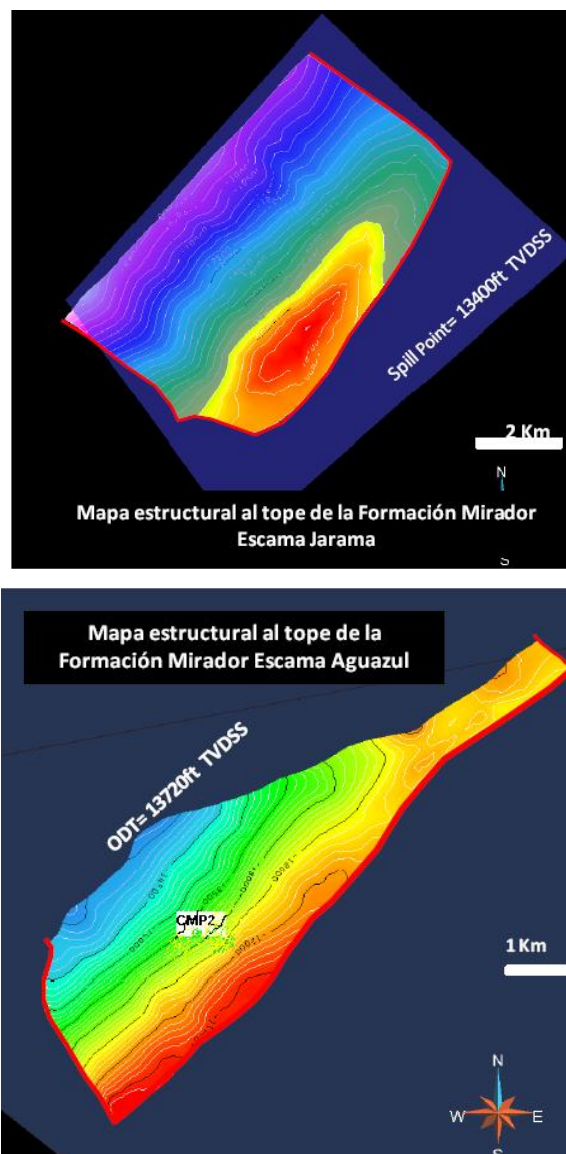 Spill Point= 13400ft TVDSS
2 Km
N
Mapa estructural al tope de la Formación Mirador
Escama Jarama
S
Mapa estructural al tope de la
Formación Mirador Escama Aguazul
ODT= 13720ft TVDSS
CMP2
1 Km
N
W
E
S